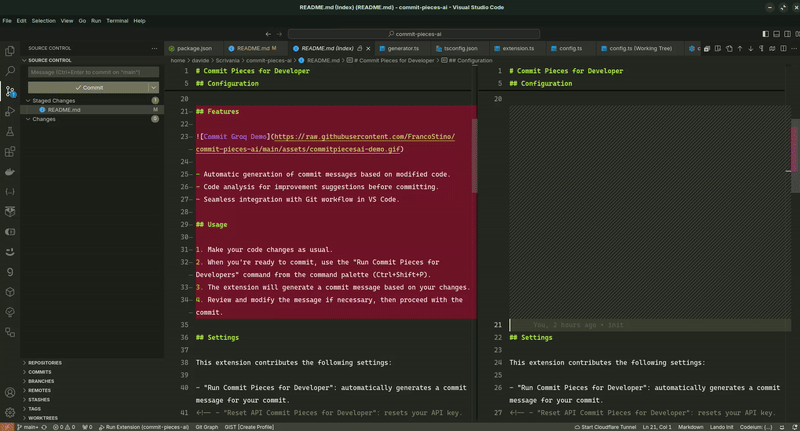 README.md (Index) (README.md) - commit-pieces-ai - Visual Studio Code
File Edit Selection View Go Run Terminal Help
commit-pieces-ai
SOURCE CONTROL
package.json README.md M README.md (Index) generator.ts tsconfig.json extension.ts config.ts config.ts (Working Tree)
SOURCE CONTROL
Message (Ctrl+Enter to commit on "main")
Commit
Staged Changes 1
README.md M
Changes
home > davide > Scrivania > commit-pieces-ai > README.md > # Commit Pieces for Developer > ## Configuration
1 # Commit Pieces for Developer
5 ## Configuration
20
21- ## Features
22-
23- ![Commit Groq Demo](https://raw.githubusercontent.com/FrancoStino/
commit-pieces-ai/main/assets/commitpiecesai-demo.gif)
24-
25- - Automatic generation of commit messages based on modified code.
26- - Code analysis for improvement suggestions before committing.
27- - Seamless integration with Git workflow in VS Code.
28-
29- ## Usage
30-
31- 1. Make your code changes as usual.
32- 2. When you're ready to commit, use the "Run Commit Pieces for
Developers" command from the command palette (Ctrl+Shift+P).
33- 3. The extension will generate a commit message based on your changes.
34- 4. Review and modify the message if necessary, then proceed with the
commit.
35
36 ## Settings
37
38 This extension contributes the following settings:
39
40 - "Run Commit Pieces for Developer": automatically generates a commit
message for your commit.
41 <!-- - "Reset API Commit Pieces for Developer": resets your API key.
1 # Commit Pieces for Developer
5 ## Configuration
20
21 You, 2 hours ago • init
22 ## Settings
23
24 This extension contributes the following settings:
25
26 - "Run Commit Pieces for Developer": automatically generates a commit
message for your commit.
27 <!-- - "Reset API Commit Pieces for Developer": resets your API key.
REPOSITORIES
COMMITS
BRANCHES
REMOTES
STASHES
TAGS
WORKTREES
main+ 0 0 0 Run Extension (commit-pieces-ai) Git Graph GIST [Create Profile] Start Cloudflare Tunnel Ln 21, Col 1 Markdown Lando Init Codeium: {...}